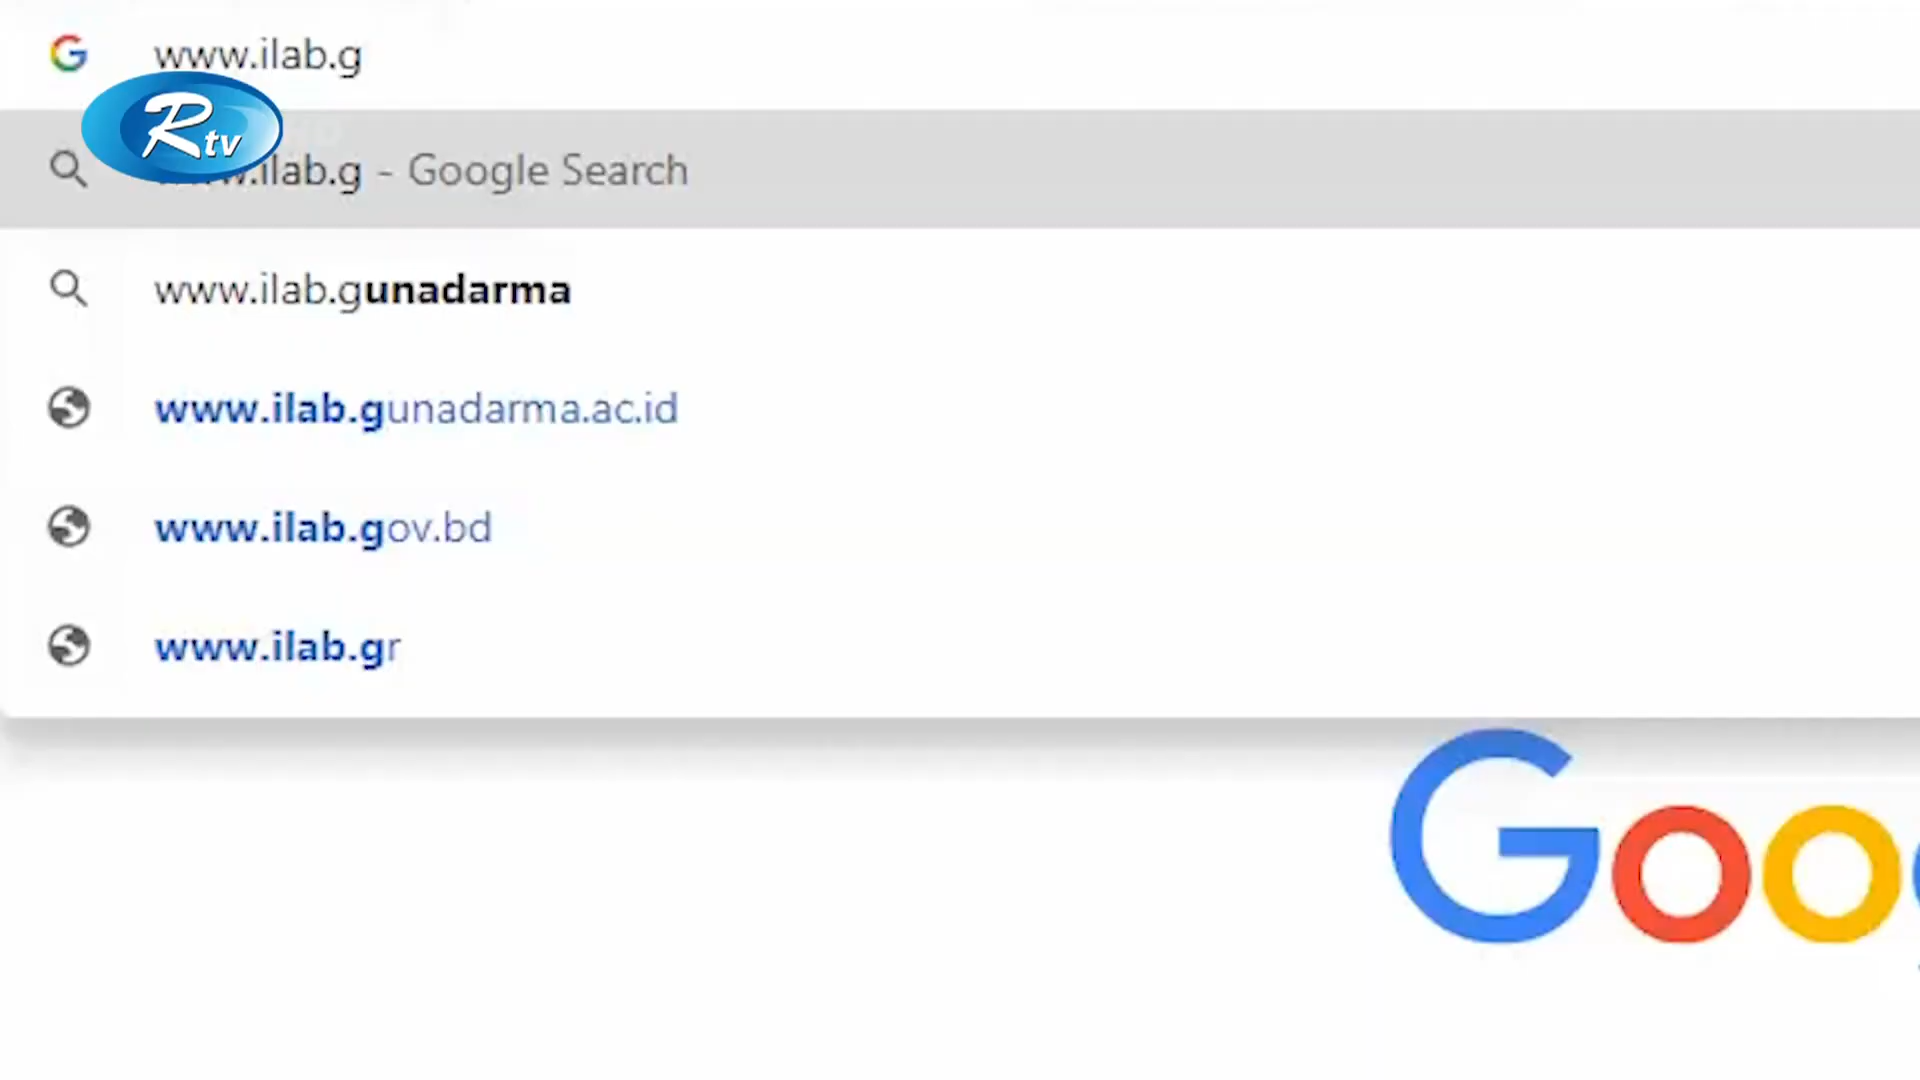 www.ilab.g
Rtv
www.ilab.g - Google Search
www.ilab.gunadarma
www.ilab.gunadarma.ac.id
www.ilab.gov.bd
www.ilab.gr
Goo